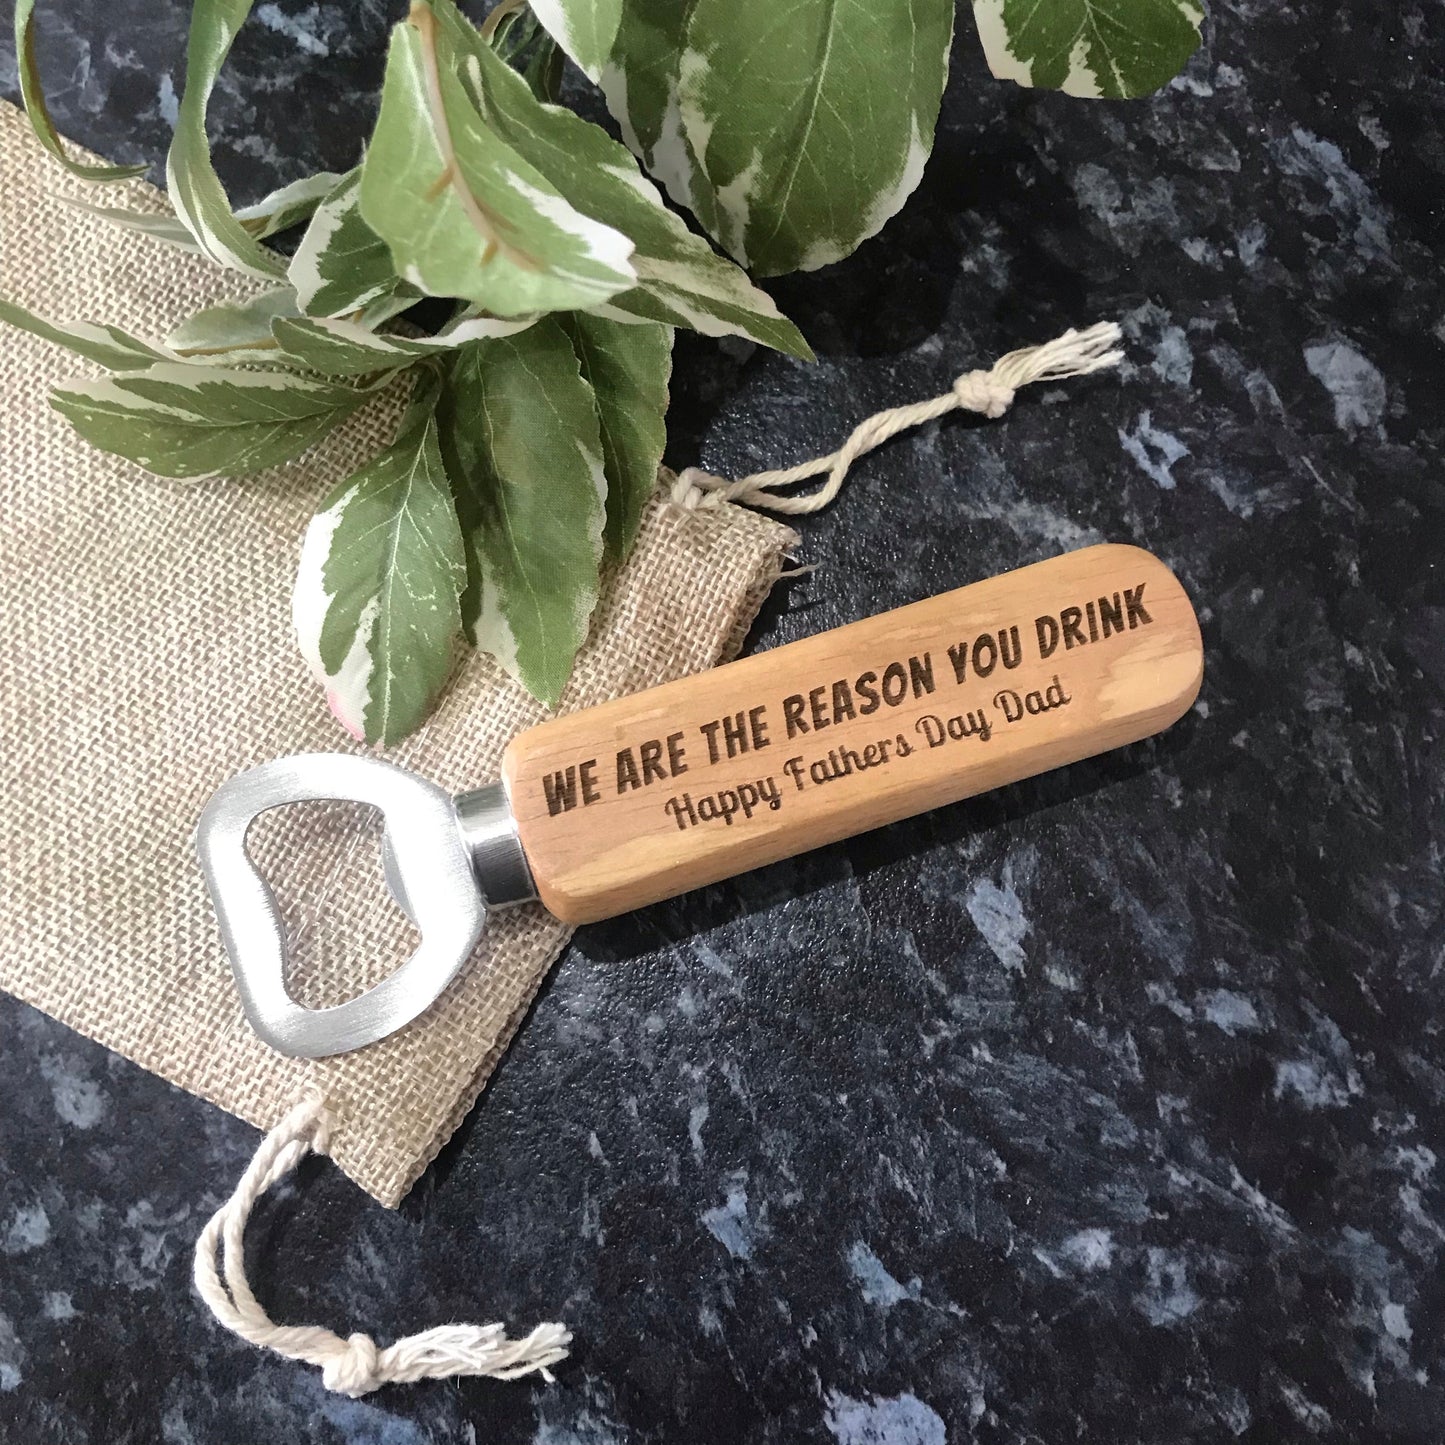 WE ARE THE REASON YOU DRINK
Happy Fathers Day Dad